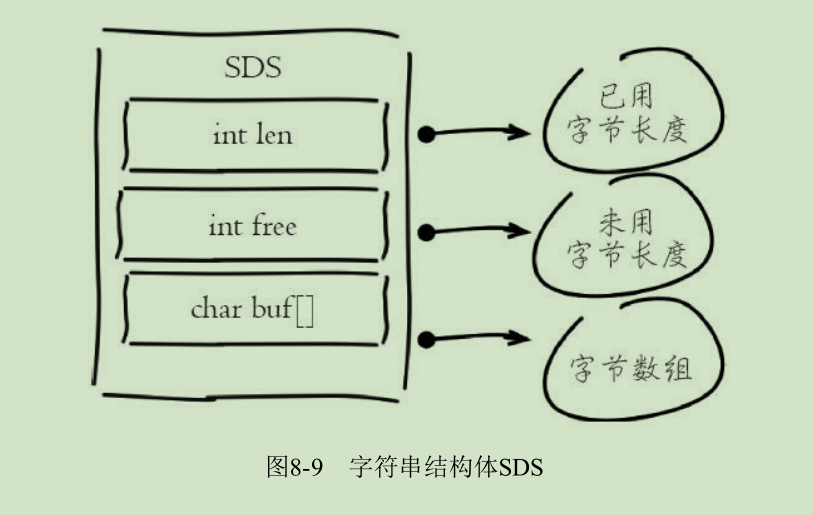 SDS
int len
已用
字节长度
int free
未用
字节长度
char buf[]
字节数组
图8-9 字符串结构体SDS